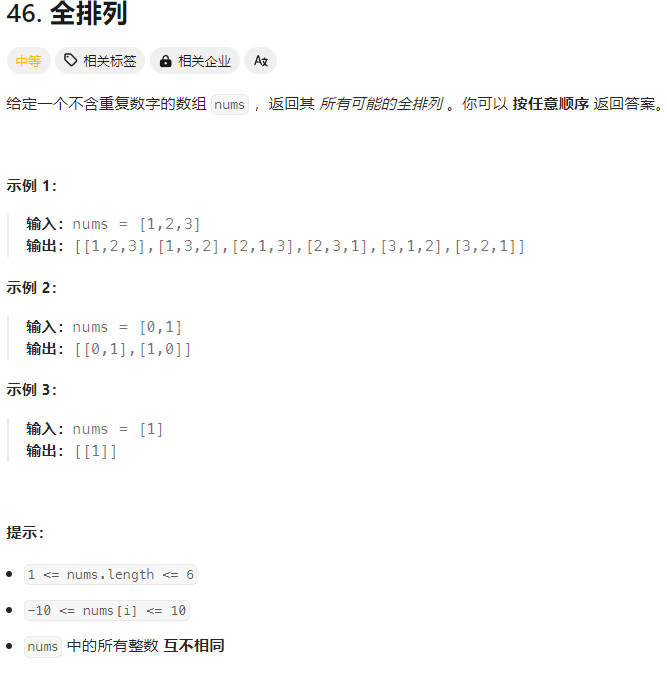 46. 全排列
中等 相关标签 相关企业 Aあ
给定一个不含重复数字的数组 nums ，返回其 所有可能的全排列 。你可以 按任意顺序 返回答案。
示例 1：
输入：nums = [1,2,3]
输出：[[1,2,3],[1,3,2],[2,1,3],[2,3,1],[3,1,2],[3,2,1]]
示例 2：
输入：nums = [0,1]
输出：[[0,1],[1,0]]
示例 3：
输入：nums = [1]
输出：[[1]]
提示：
• 1 <= nums.length <= 6
• -10 <= nums[i] <= 10
• nums 中的所有整数 互不相同